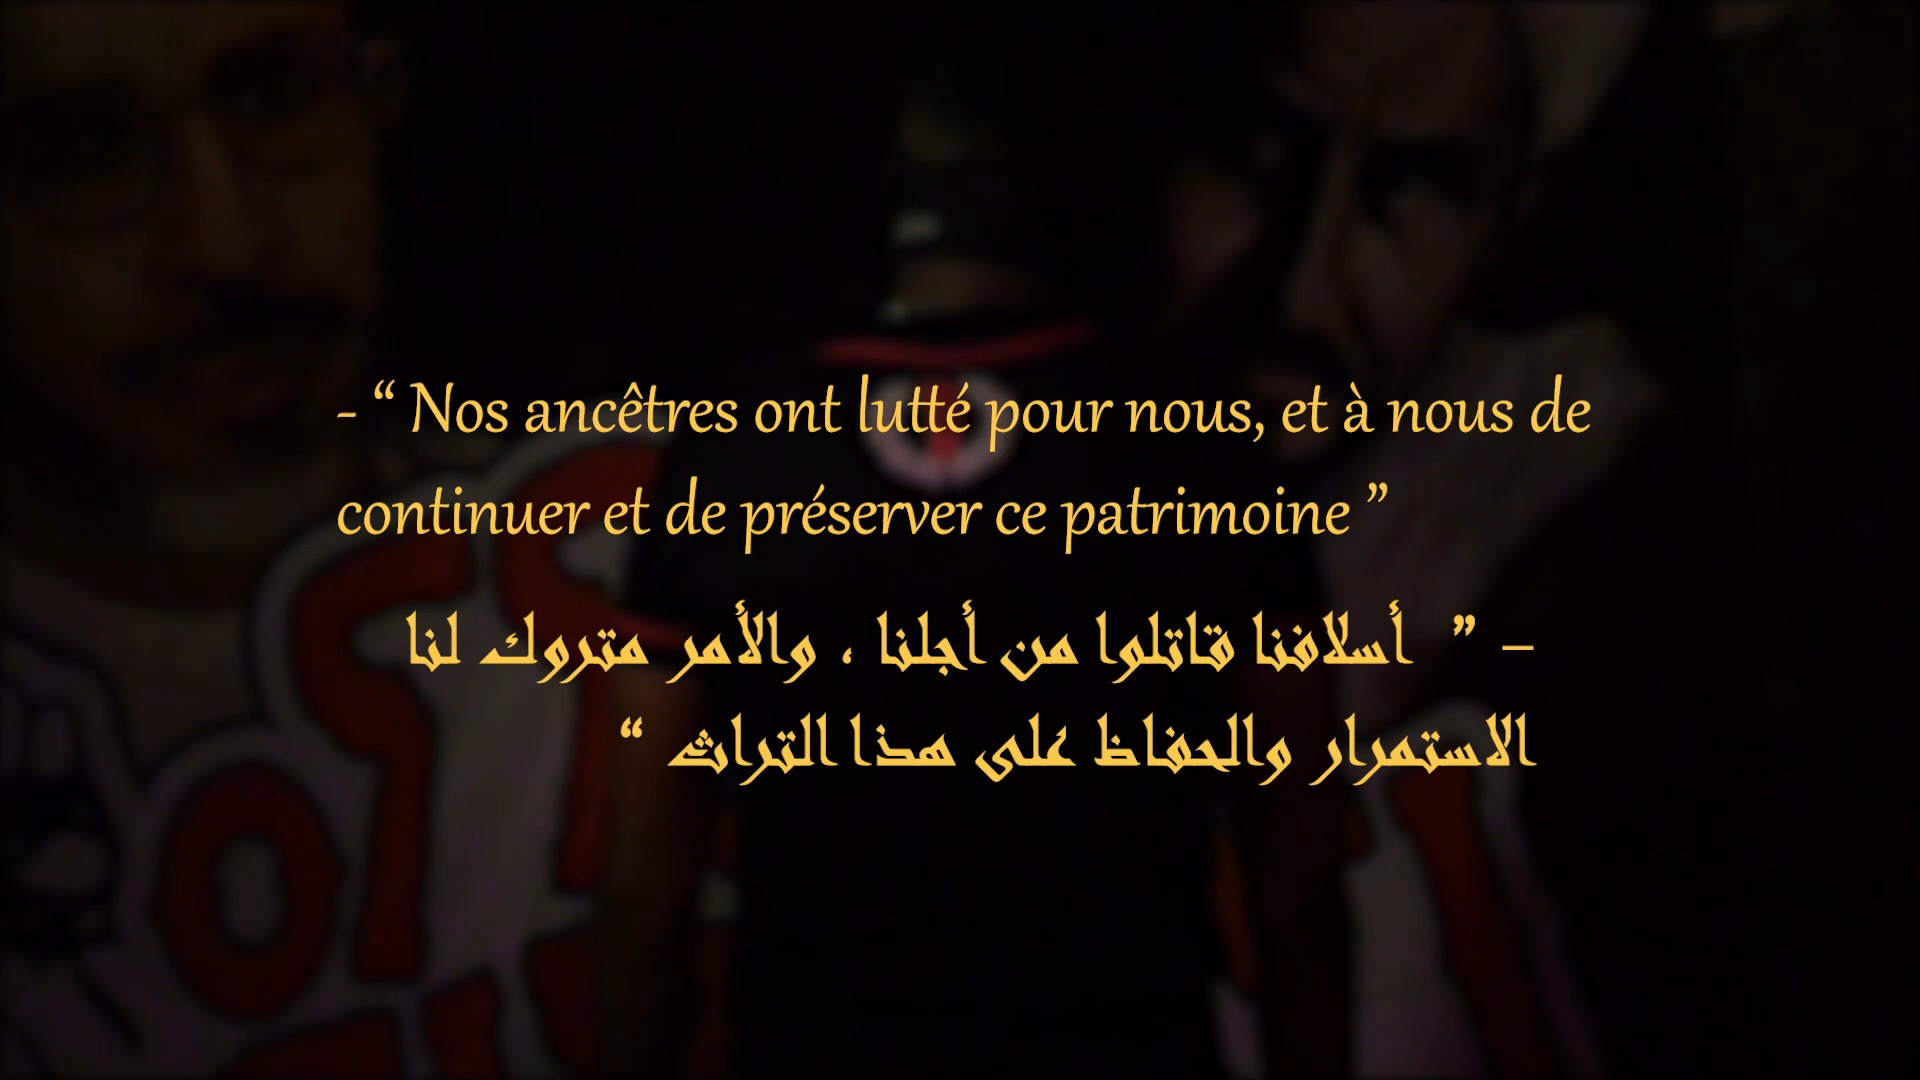 - “ Nos ancêtres ont lutté pour nous, et à nous de
continuer et de préserver ce patrimoine ”
– ” أسلافنا قاتلوا من أجلنا ، والأمر متروك لنا
الاستمرار والحفاظ على هذا التراث “